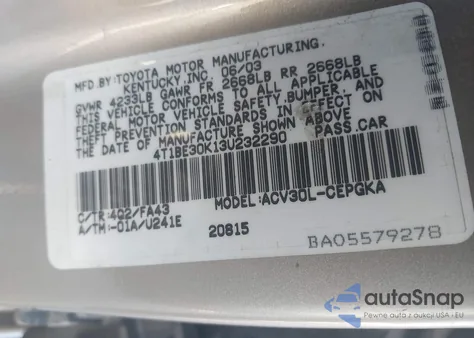 MFD.BY:TOYOTA MOTOR MANUFACTURING,
KENTUCKY,INC. 06/03
GVWR 4233LB GAWR FR 2668LB RR 2668LB
THIS VEHICLE CONFORMS TO ALL APPLICABLE
FEDERAL MOTOR VEHICLE SAFETY,BUMPER, AND
THEFT PREVENTION STANDARDS IN EFFECT ON
THE DATE OF MANUFACTURE SHOWN ABOVE.
4T1BE30K13U232290 PASS.CAR
C/TR:4Q2/FA43 MODEL:ACV30L-CEPGKA
A/TM:-01A/U241E 20815
BA05579278
autoSnap
Pewne auto z aukcji USA - EU